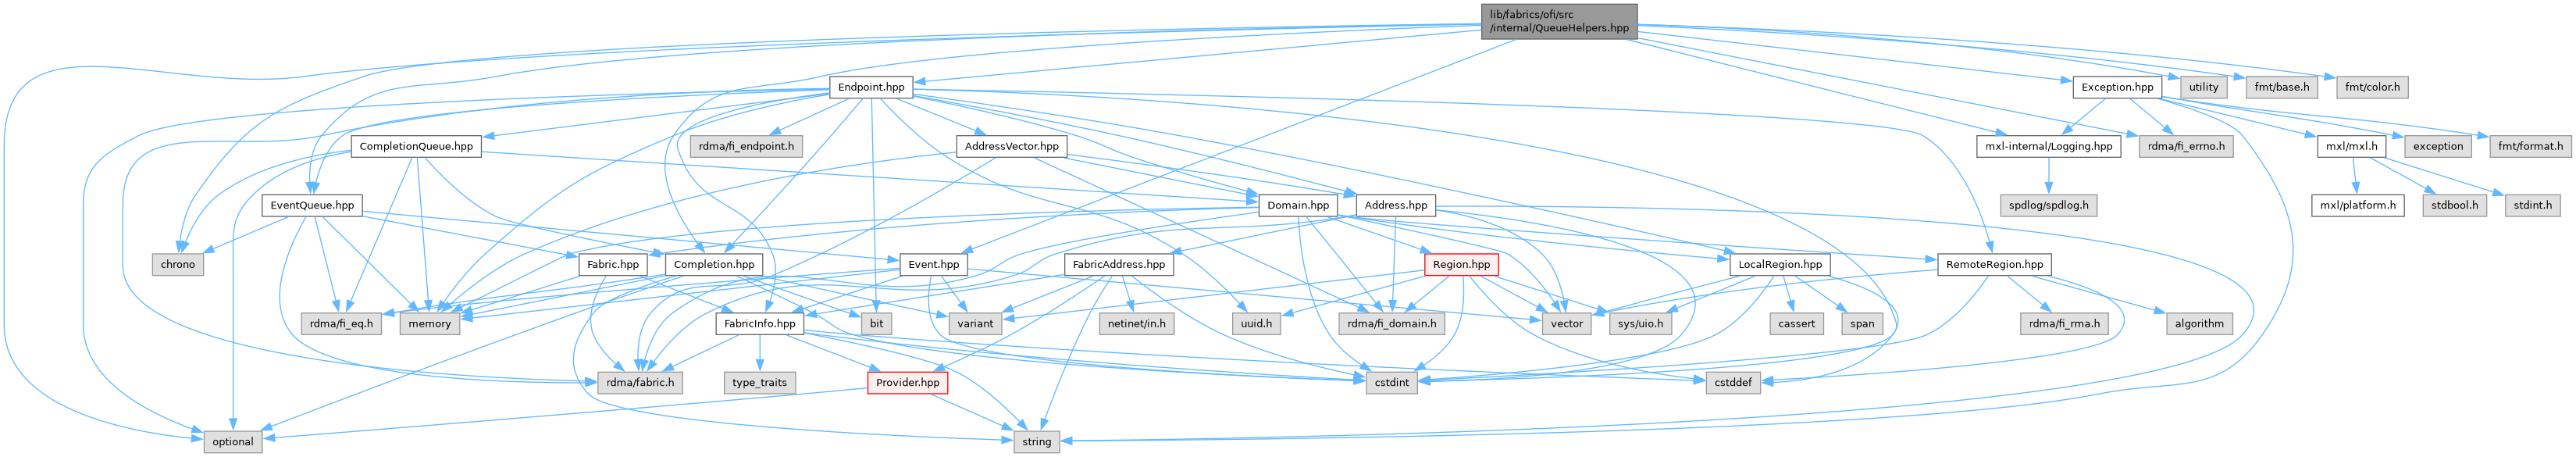 lib/fabrics/ofi/src
/internal/QueueHelpers.hpp
Endpoint.hpp
Exception.hpp
utility
fmt/base.h
fmt/color.h
CompletionQueue.hpp
rdma/fi_endpoint.h
AddressVector.hpp
mxl-internal/Logging.hpp
rdma/fi_errno.h
mxl/mxl.h
exception
fmt/format.h
EventQueue.hpp
Domain.hpp
Address.hpp
spdlog/spdlog.h
mxl/platform.h
stdbool.h
stdint.h
chrono
Fabric.hpp
Completion.hpp
Event.hpp
FabricAddress.hpp
Region.hpp
LocalRegion.hpp
RemoteRegion.hpp
rdma/fi_eq.h
memory
FabricInfo.hpp
bit
variant
netinet/in.h
uuid.h
rdma/fi_domain.h
vector
sys/uio.h
cassert
span
rdma/fi_rma.h
algorithm
rdma/fabric.h
type_traits
Provider.hpp
cstdint
cstddef
optional
string